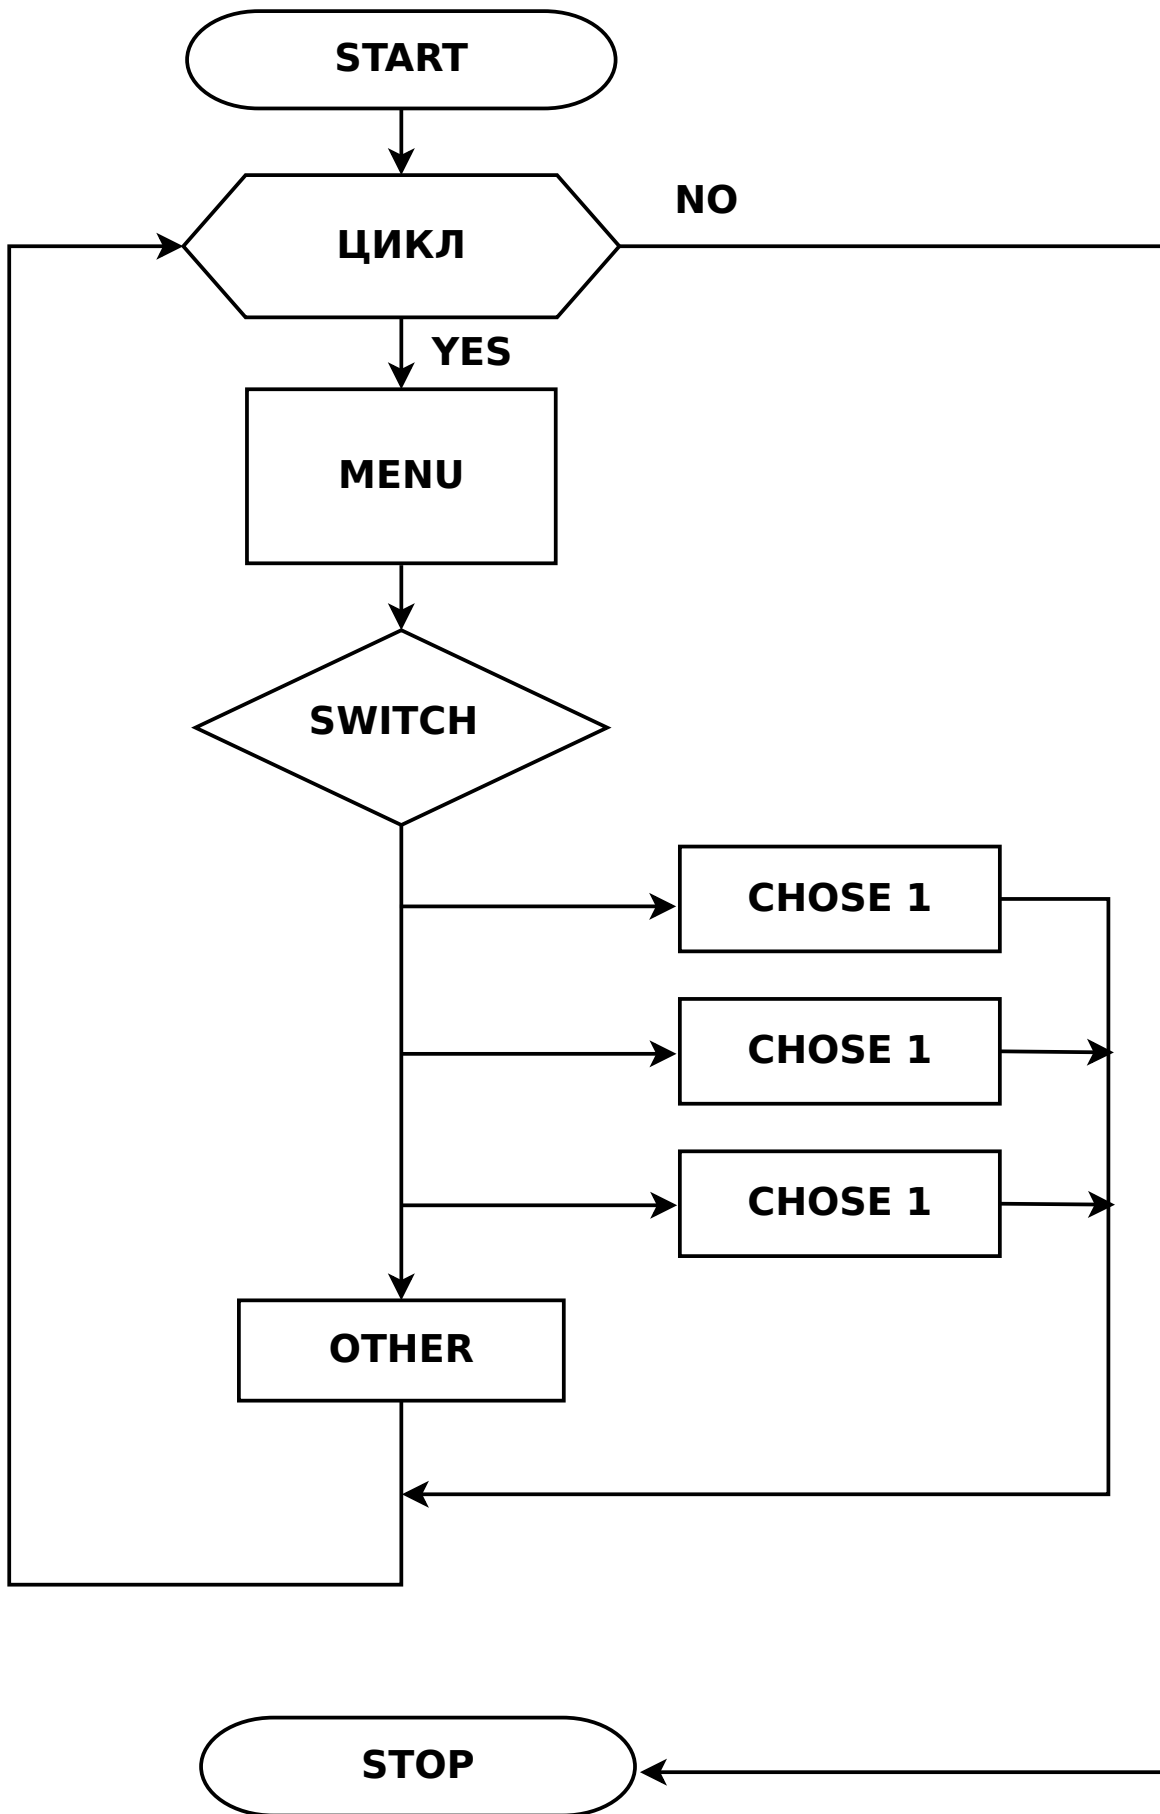 START
NO
ЦИКЛ
YES
MENU
SWITCH
CHOSE 1
CHOSE 1
CHOSE 1
OTHER
STOP